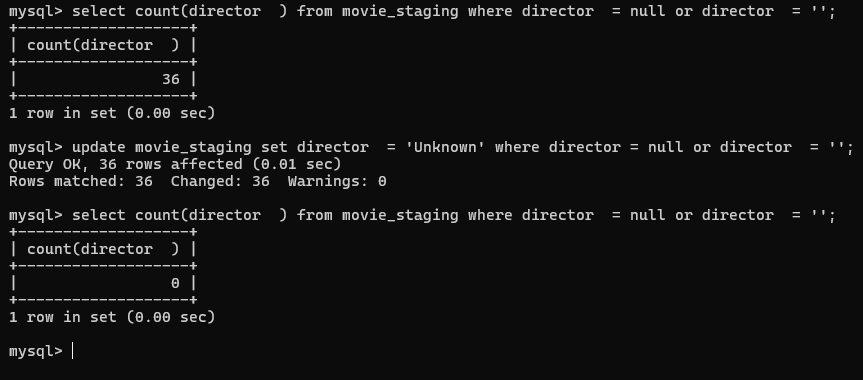 mysql> select count(director  ) from movie_staging where director  = null or director  = '';
+-------------------+
| count(director  ) |
+-------------------+
|                36 |
+-------------------+
1 row in set (0.00 sec)

mysql> update movie_staging set director  = 'Unknown' where director = null or director  = '';
Query OK, 36 rows affected (0.01 sec)
Rows matched: 36  Changed: 36  Warnings: 0

mysql> select count(director  ) from movie_staging where director  = null or director  = '';
+-------------------+
| count(director  ) |
+-------------------+
|                 0 |
+-------------------+
1 row in set (0.00 sec)

mysql>